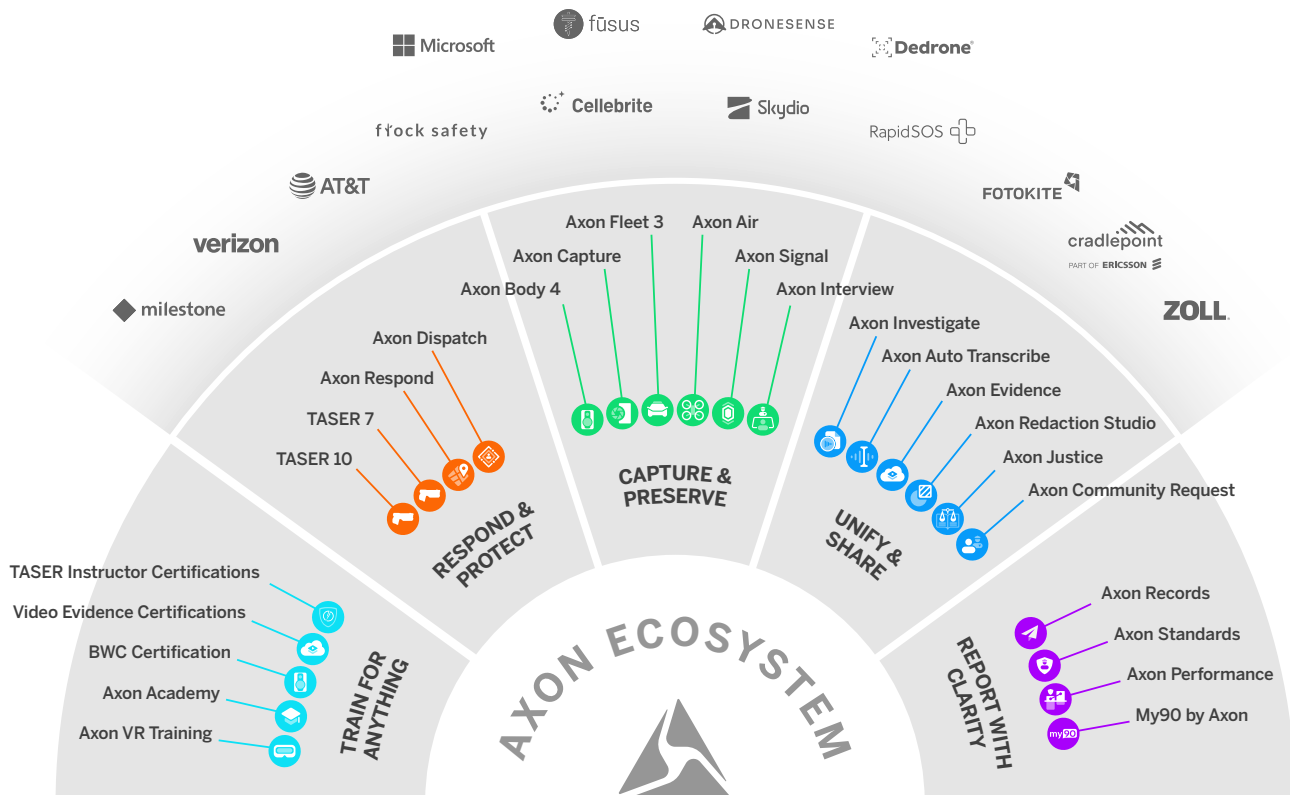 Microsoft
fūsus
DRONESENSE
Dedrone
Cellebrite
Skydio
flock safety
RapidSOS
AT&T
FOTOKITE
verizon
cradlepoint
PART OF ERICSSON
milestone
ZOLL
TRAIN FOR
ANYTHING
TASER Instructor Certifications
Video Evidence Certifications
BWC Certification
Axon Academy
Axon VR Training
RESPOND &
PROTECT
Axon Dispatch
Axon Respond
TASER 7
TASER 10
CAPTURE &
PRESERVE
Axon Body 4
Axon Capture
Axon Fleet 3
Axon Air
Axon Signal
Axon Interview
UNIFY &
SHARE
Axon Investigate
Axon Auto Transcribe
Axon Evidence
Axon Redaction Studio
Axon Justice
Axon Community Request
REPORT WITH
CLARITY
Axon Records
Axon Standards
Axon Performance
My90 by Axon
my90
AXON ECOSYSTEM